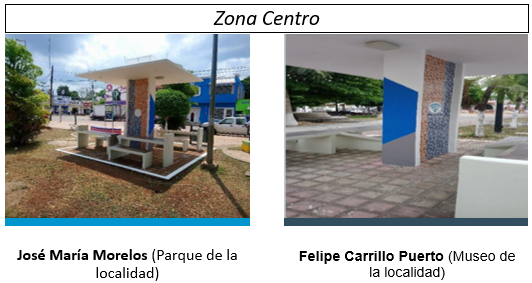 Zona Centro
José María Morelos (Parque de la
localidad)
Felipe Carrillo Puerto (Museo de
la localidad)